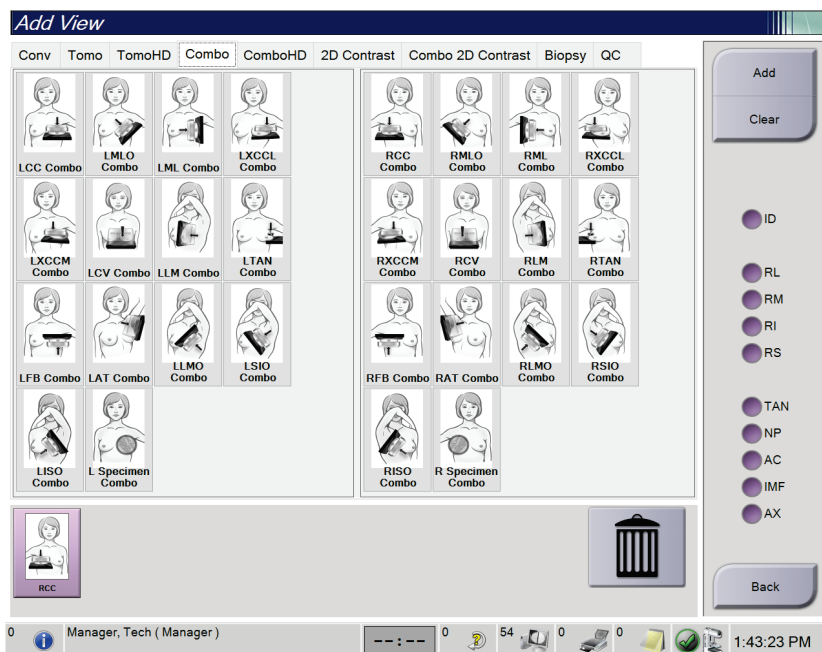 Add View
Conv Tomo TomoHD Combo ComboHD 2D Contrast Combo 2D Contrast Biopsy QC
LCC Combo
LMLO
Combo
LML Combo
LXCCL
Combo
RCC
Combo
RMLO
Combo
RML
Combo
RXCCL
Combo
LXCCM
Combo
LCV Combo
LLM Combo
LTAN
Combo
RXCCM
Combo
RCV
Combo
RLM
Combo
RTAN
Combo
LFB Combo
LAT Combo
LLMO
Combo
LSIO
Combo
RFB Combo
RAT Combo
RLMO
Combo
RSIO
Combo
LISO
Combo
L Specimen
Combo
RISO
Combo
R Specimen
Combo
Add
Clear
ID
RL
RM
RI
RS
TAN
NP
AC
IMF
AX
Back
RCC
0 Manager, Tech ( Manager ) --:-- 0 54 0 0 1:43:23 PM